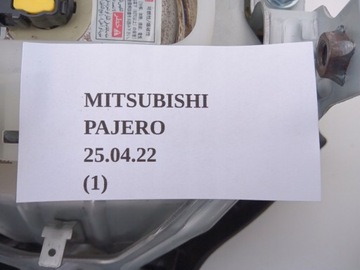 MITSUBISHI
PAJERO
25.04.22
(1)